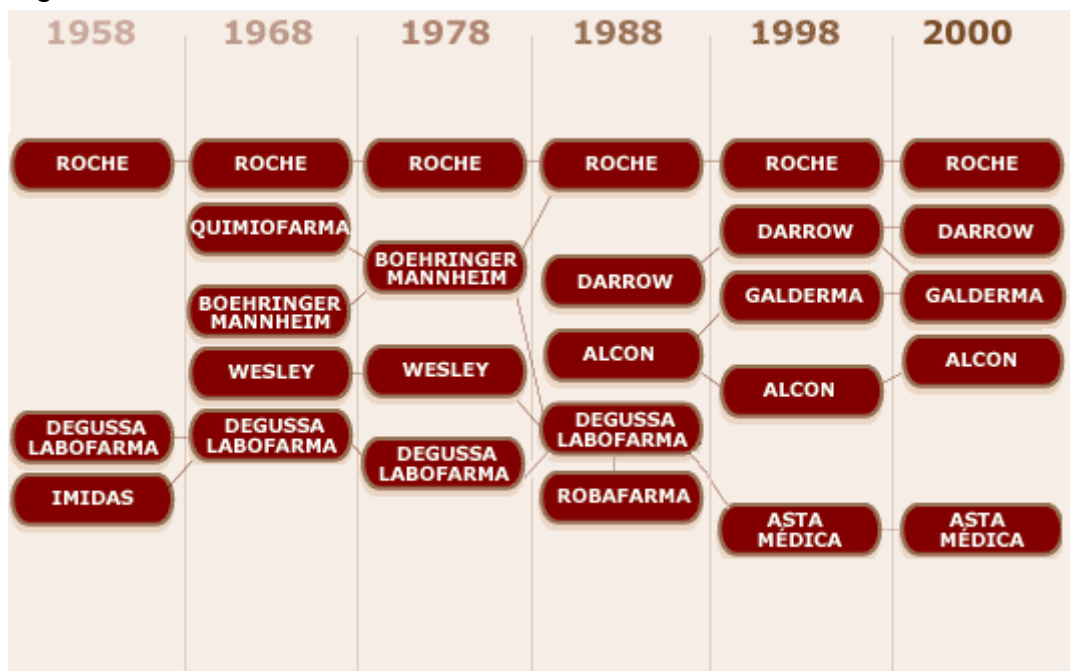 1958 1968 1978 1988 1998 2000
ROCHE ROCHE ROCHE ROCHE ROCHE ROCHE
QUIMIOFARMA DARROW DARROW
BOEHRINGER
MANNHEIM
DARROW
GALDERMA GALDERMA
BOEHRINGER
MANNHEIM
ALCON
ALCON
WESLEY WESLEY
ALCON
DEGUSSA
LABOFARMA
DEGUSSA
LABOFARMA
DEGUSSA
LABOFARMA
DEGUSSA
LABOFARMA
IMIDAS
ROBAFARMA
ASTA
MÉDICA
ASTA
MÉDICA